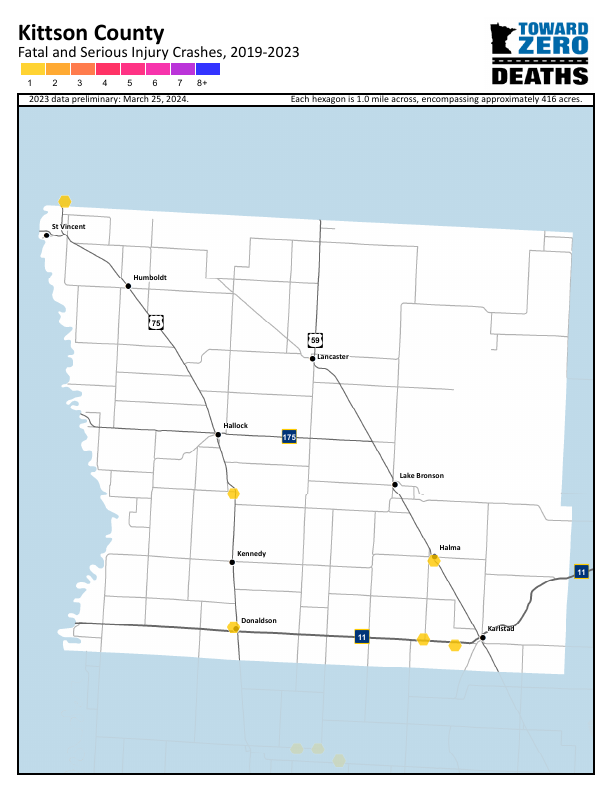 Kittson County
Fatal and Serious Injury Crashes, 2019-2023
1 2 3 4 5 6 7 8+
TOWARD
ZERO
DEATHS
2023 data preliminary: March 25, 2024. Each hexagon is 1.0 mile across, encompassing approximately 416 acres.
St Vincent
Humboldt
75
59
Lancaster
Hallock
175
Lake Bronson
Halma
Kennedy
11
Donaldson
Karlstad
11